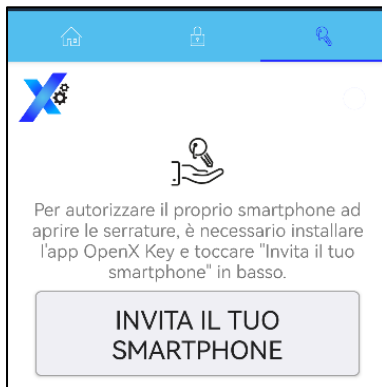 Per autorizzare il proprio smartphone ad
aprire le serrature, è necessario installare
l'app OpenX Key e toccare "Invita il tuo
smartphone" in basso.
INVITA IL TUO
SMARTPHONE